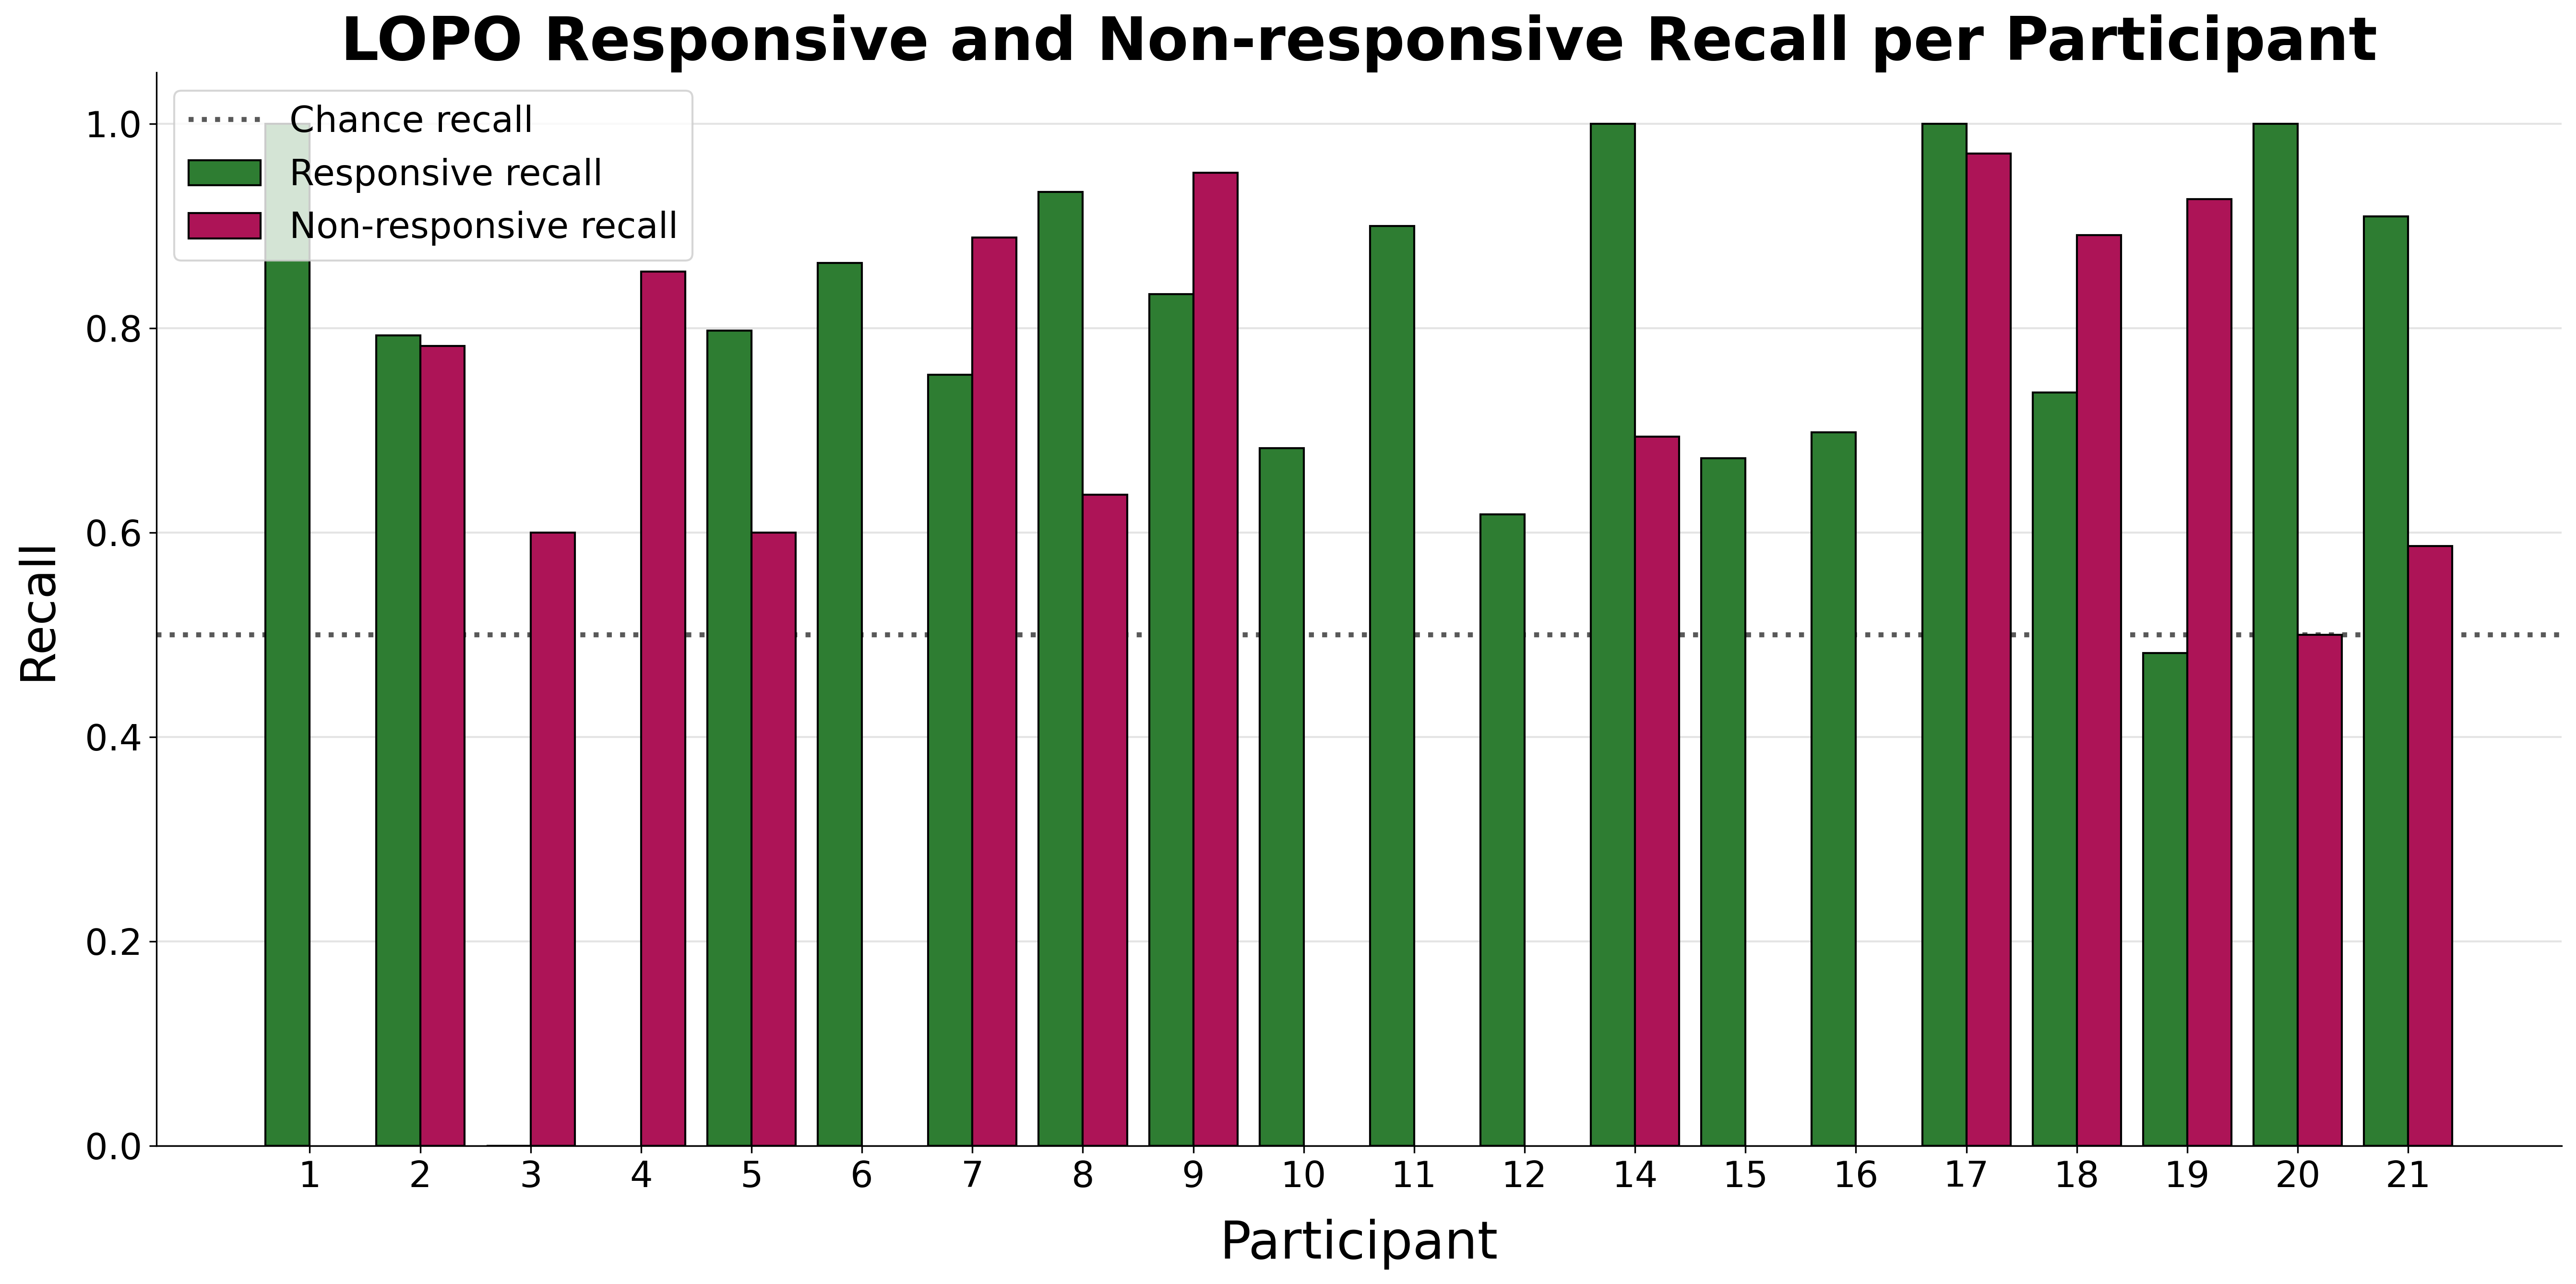 LOPO Responsive and Non-responsive Recall per Participant
Chance recall
Responsive recall
Non-responsive recall
1.0
0.8
0.6
0.4
0.2
0.0
Recall
1 2 3 4 5 6 7 8 9 10 11 12 14 15 16 17 18 19 20 21
Participant